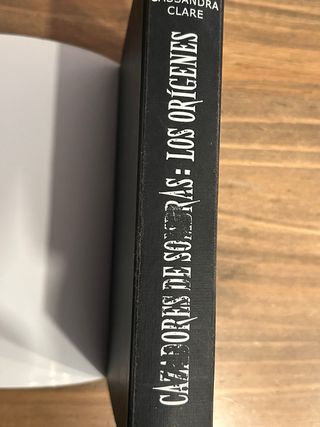 CASSANDRA
CLARE
CAZADORES DE SOMBRAS: LOS ORÍGENES